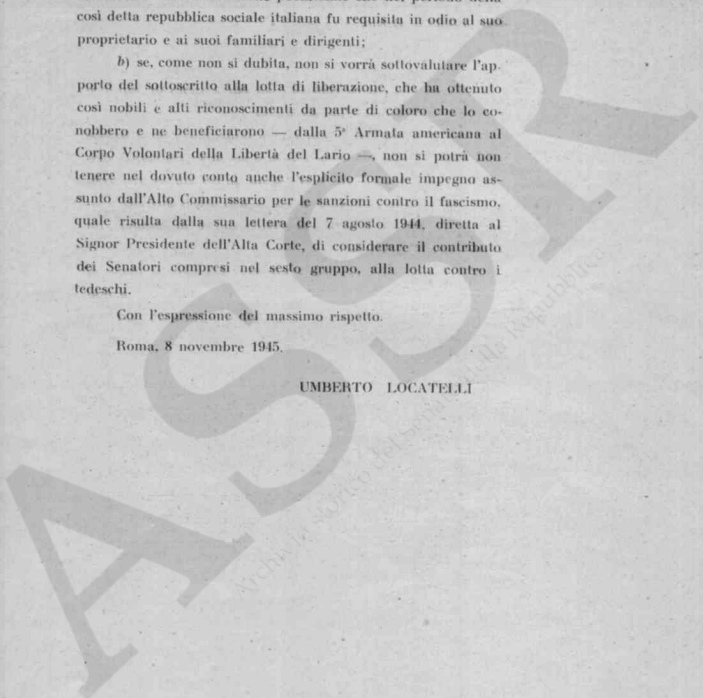 così detta repubblica sociale italiana fu requisita in odio al suo
proprietario e ai suoi familiari e dirigenti;
b) se, come non si dubita, non si vorrà sottovalutare l'ap-
porto del sottoscritto alla lotta di liberazione, che ha ottenuto
così nobili e alti riconoscimenti da parte di coloro che lo co-
nobbero e ne beneficiarono — dalla 5ª Armata americana al
Corpo Volontari della Libertà del Lario —, non si potrà non
tenere nel dovuto conto anche l'esplicito formale impegno as-
sunto dall'Alto Commissario per le sanzioni contro il fascismo,
quale risulta dalla sua lettera del 7 agosto 1944, diretta al
Signor Presidente dell'Alta Corte, di considerare il contributo
dei Senatori compresi nel sesto gruppo, alla lotta contro i
tedeschi.
Con l'espressione del massimo rispetto.
Roma, 8 novembre 1945.
UMBERTO LOCATELLI
ASSR
Archivio storico del Senato della Repubblica